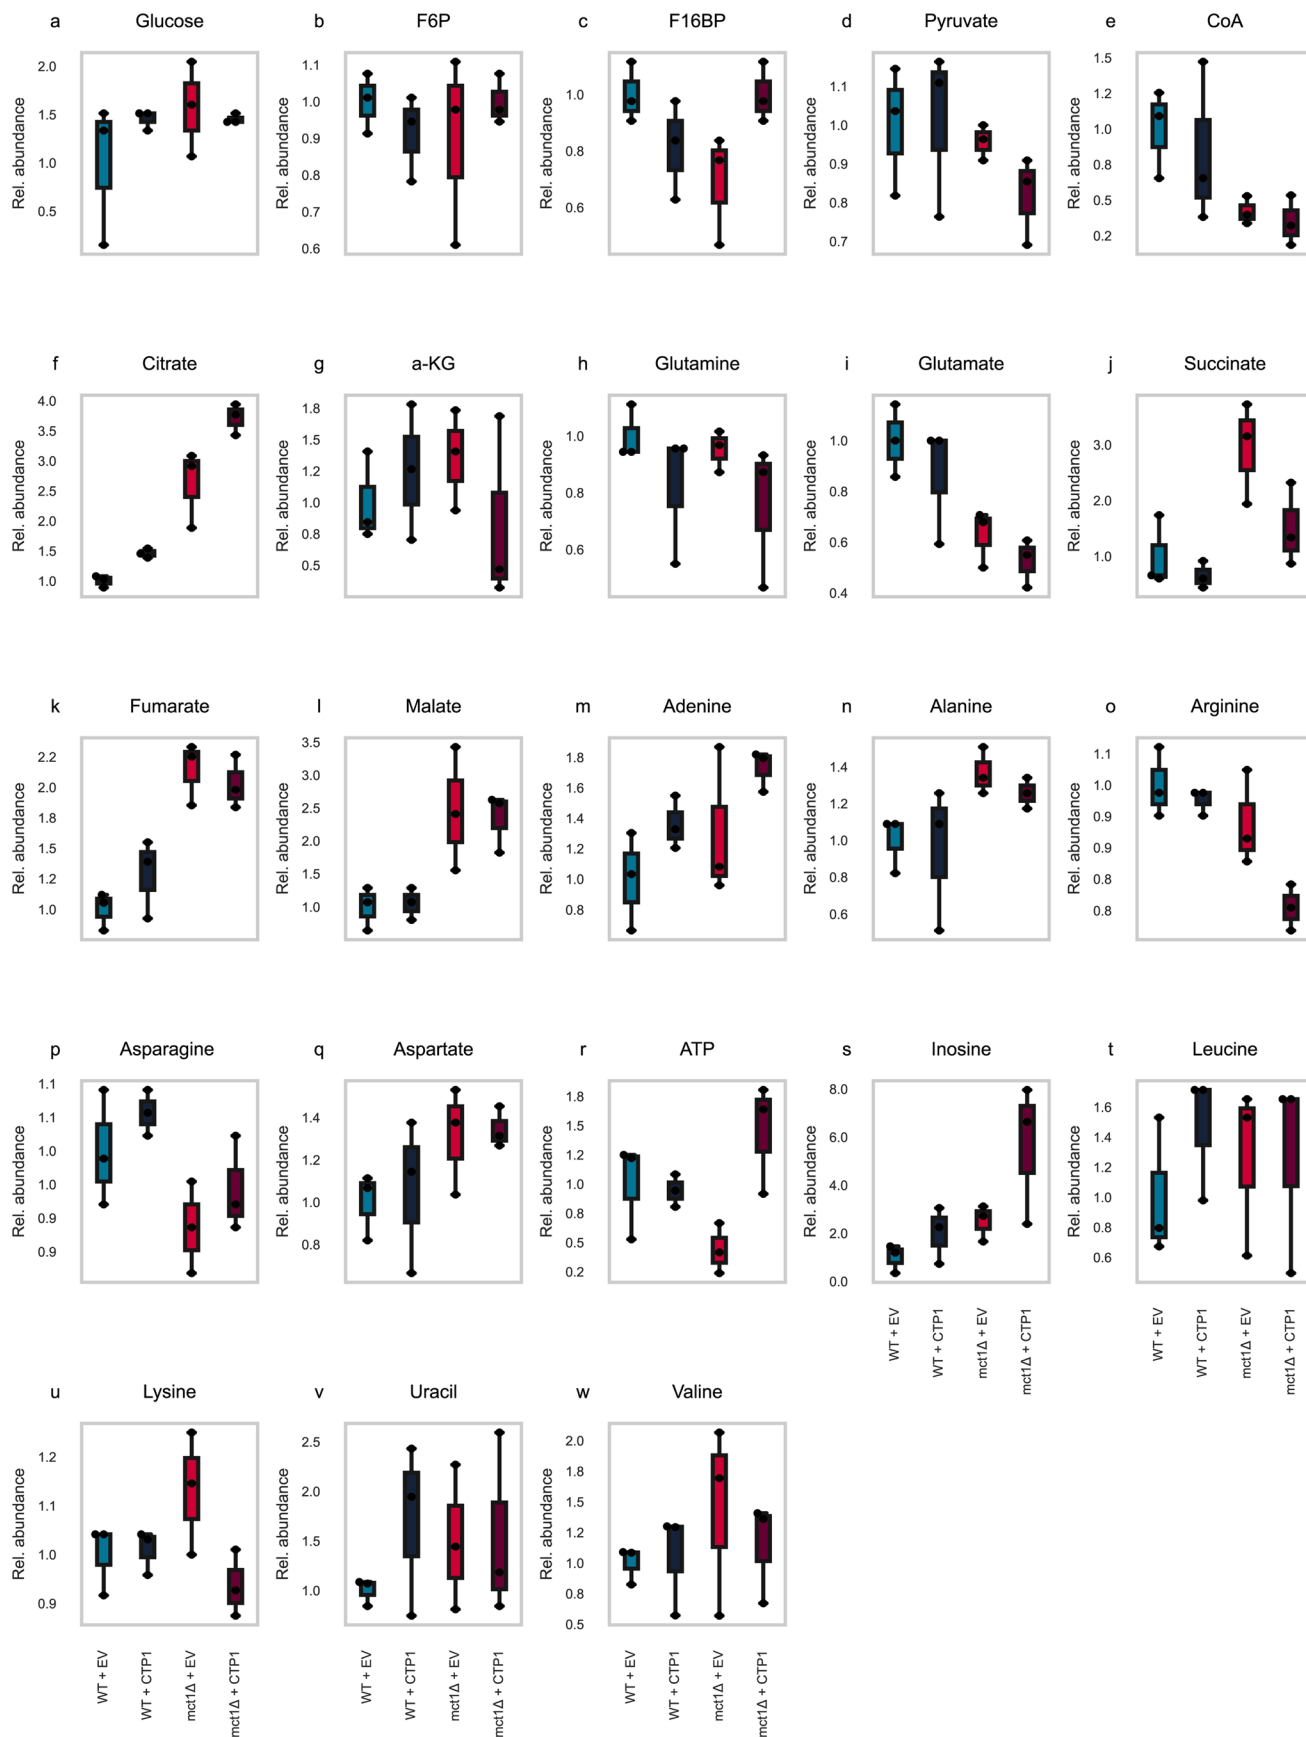 a Glucose b F6P c F16BP d Pyruvate e CoA
Rel. abundance 2.0 1.5 1.0 0.5
Rel. abundance 1.1 1.0 0.9 0.8 0.7 0.6
Rel. abundance 1.0 0.8 0.6
Rel. abundance 1.1 1.0 0.9 0.8 0.7
Rel. abundance 1.5 1.2 1.0 0.8 0.5 0.2
f Citrate g a-KG h Glutamine i Glutamate j Succinate
Rel. abundance 4.0 3.5 3.0 2.5 2.0 1.5 1.0
Rel. abundance 1.8 1.5 1.2 1.0 0.8 0.5
Rel. abundance 1.0 0.8 0.6
Rel. abundance 1.0 0.8 0.6 0.4
Rel. abundance 3.0 2.0 1.0
k Fumarate l Malate m Adenine n Alanine o Arginine
Rel. abundance 2.2 2.0 1.8 1.5 1.2 1.0
Rel. abundance 3.5 3.0 2.5 2.0 1.5 1.0
Rel. abundance 1.8 1.6 1.4 1.2 1.0 0.8
Rel. abundance 1.4 1.2 1.0 0.8 0.6
Rel. abundance 1.1 1.0 0.9 0.9 0.8 0.8
p Asparagine q Aspartate r ATP s Inosine t Leucine
Rel. abundance 1.1 1.1 1.0 1.0 0.9 0.9
Rel. abundance 1.4 1.2 1.0 0.8
Rel. abundance 1.8 1.5 1.2 1.0 0.8 0.5 0.2
Rel. abundance 8.0 6.0 4.0 2.0 0.0
Rel. abundance 1.6 1.4 1.2 1.0 0.8 0.6
WT + EV WT + CTP1 mct1Δ + EV mct1Δ + CTP1
WT + EV WT + CTP1 mct1Δ + EV mct1Δ + CTP1
u Lysine v Uracil w Valine
Rel. abundance 1.2 1.1 1.0 0.9
Rel. abundance 2.5 2.0 1.5 1.0
Rel. abundance 2.0 1.8 1.5 1.2 1.0 0.8 0.5
WT + EV WT + CTP1 mct1Δ + EV mct1Δ + CTP1
WT + EV WT + CTP1 mct1Δ + EV mct1Δ + CTP1
WT + EV WT + CTP1 mct1Δ + EV mct1Δ + CTP1